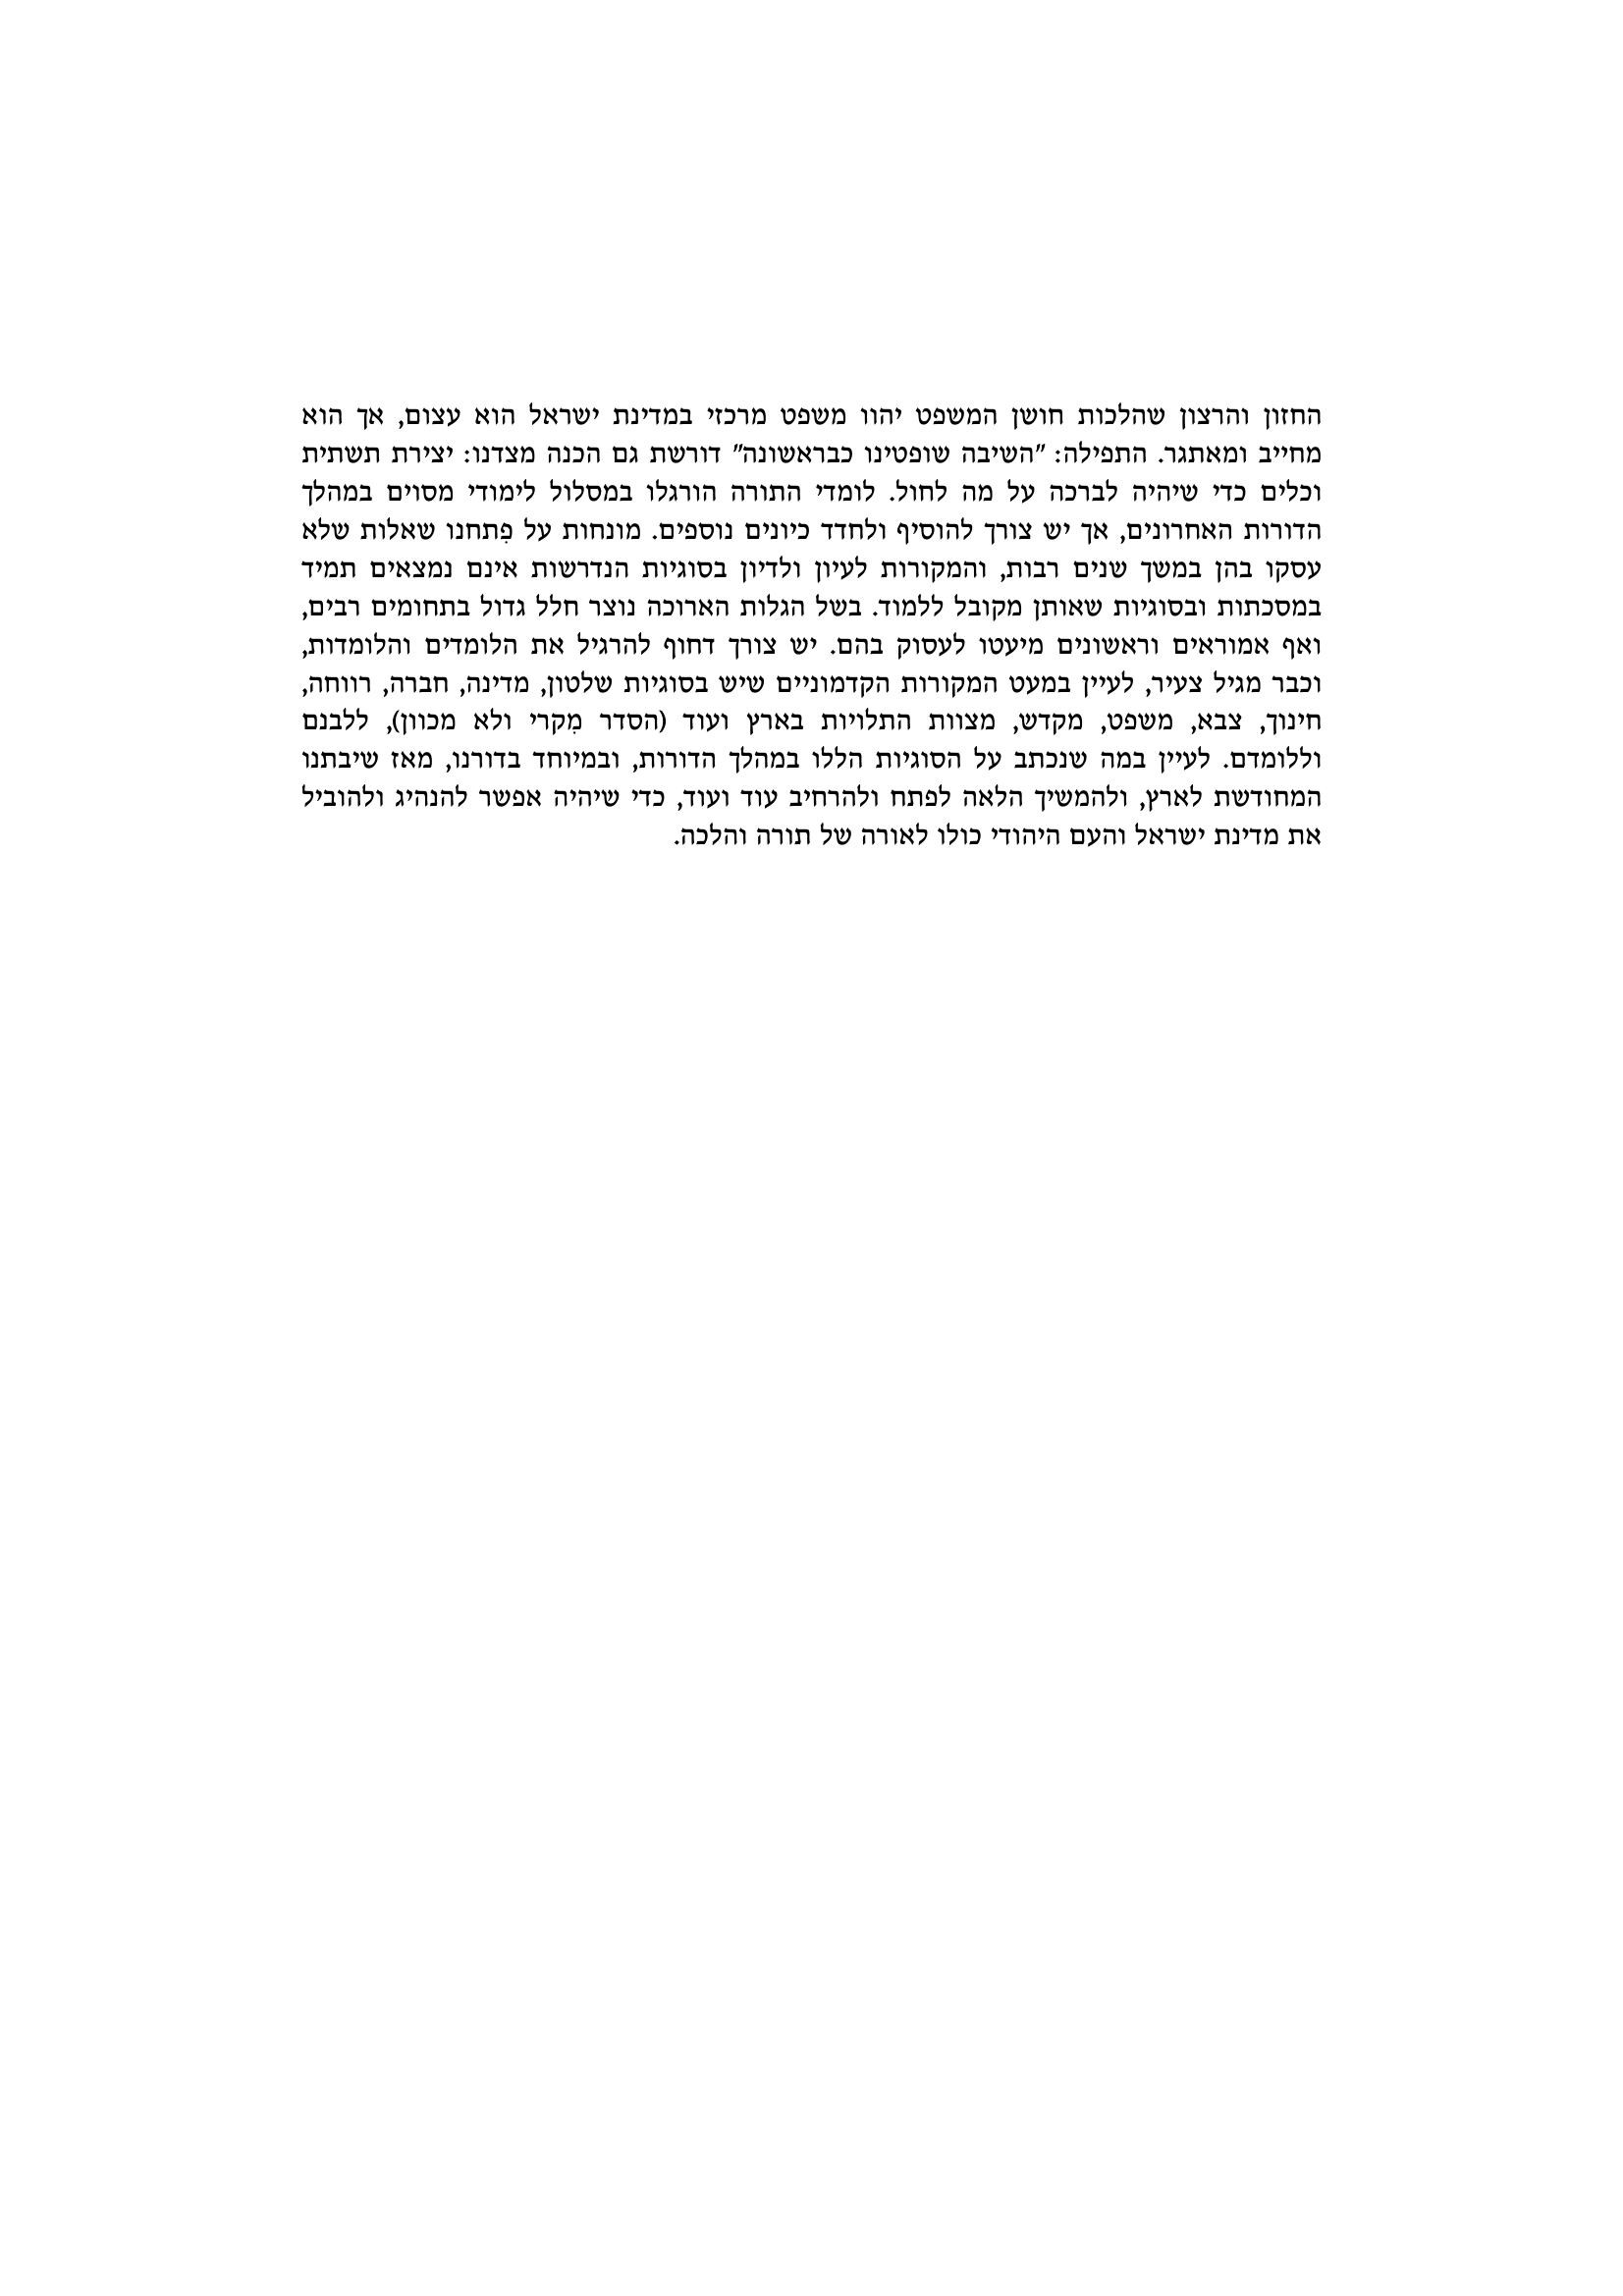 החזון והרצון שהלכות חושן המשפט יהוו משפט מרכזי במדינת ישראל הוא עצום, אך הוא
מחייב ומאתגר. התפילה: "השיבה שופטינו כבראשונה" דורשת גם הכנה מצדנו: יצירת תשתית
וכלים כדי שיהיה לברכה על מה לחול. לומדי התורה הורגלו במסלול לימודי מסוים במהלך
הדורות האחרונים, אך יש צורך להוסיף ולחדד כיוונים נוספים. מונחות על פִתחנו שאלות שלא
עסקו בהן במשך שנים רבות, והמקורות לעיון ולדיון בסוגיות הנדרשות אינם נמצאים תמיד
במסכתות ובסוגיות שאותן מקובל ללמוד. בשל הגלות הארוכה נוצר חלל גדול בתחומים רבים,
ואף אמוראים וראשונים מיעטו לעסוק בהם. יש צורך דחוף להרגיל את הלומדים והלומדות,
וכבר מגיל צעיר, לעיין במעט המקורות הקדמוניים שיש בסוגיות שלטון, מדינה, חברה, רווחה,
חינוך, צבא, משפט, מקדש, מצוות התלויות בארץ ועוד (הסדר מִקרי ולא מכוון), ללבנם
וללומדם. לעיין במה שנכתב על הסוגיות הללו במהלך הדורות, ובמיוחד בדורנו, מאז שיבתנו
המחודשת לארץ, ולהמשיך הלאה לפתח ולהרחיב עוד ועוד, כדי שיהיה אפשר להנהיג ולהוביל
את מדינת ישראל והעם היהודי כולו לאורה של תורה והלכה.